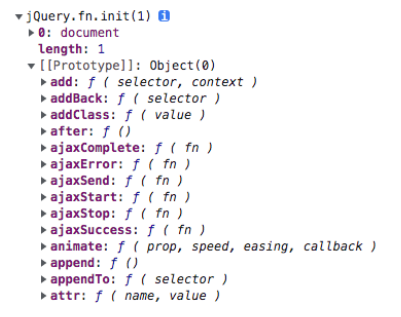 jQuery.fn.init(1) i
0: document
length: 1
[[Prototype]]: Object(0)
add: ƒ ( selector, context )
addBack: ƒ ( selector )
addClass: ƒ ( value )
after: ƒ ()
ajaxComplete: ƒ ( fn )
ajaxError: ƒ ( fn )
ajaxSend: ƒ ( fn )
ajaxStart: ƒ ( fn )
ajaxStop: ƒ ( fn )
ajaxSuccess: ƒ ( fn )
animate: ƒ ( prop, speed, easing, callback )
append: ƒ ()
appendTo: ƒ ( selector )
attr: ƒ ( name, value )